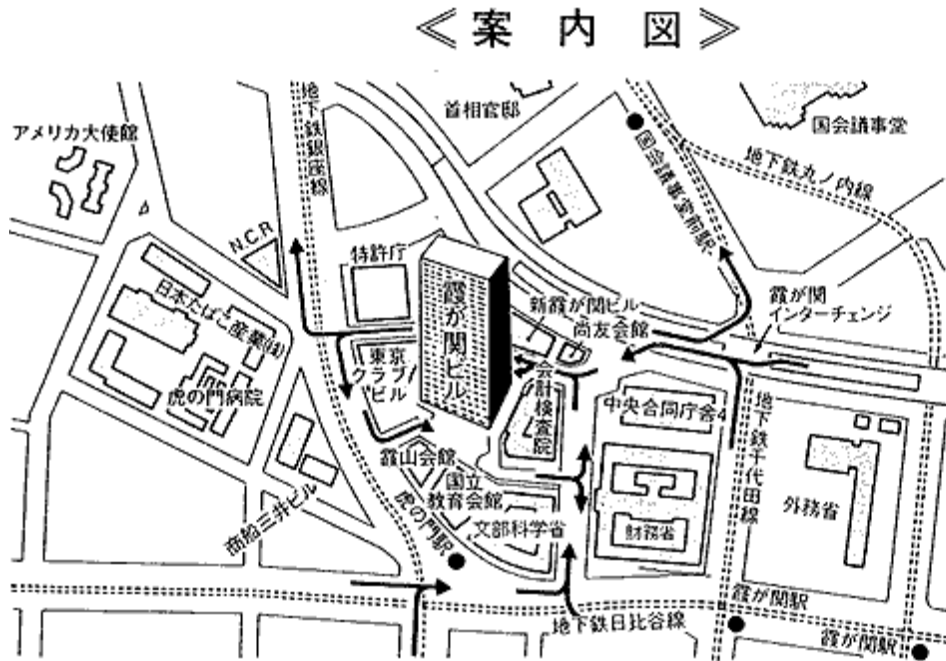 ≪案内図≫
首相官邸
国会議事堂
アメリカ大使館
地下鉄銀座線
国会議事堂前駅
地下鉄丸ノ内線
N.C.R
特許庁
霞が関ビル
日本たばこ産業㈱
新霞が関ビル
尚友会館
霞が関
インターチェンジ
東京
クラブ
ビル
虎の門病院
会計検査院
中央合同庁舎4
地下鉄千代田線
霞山会館
国立
教育会館
外務省
商船三井ビル
虎の門駅
文部科学省
財務省
地下鉄日比谷線
霞が関駅
霞が関駅